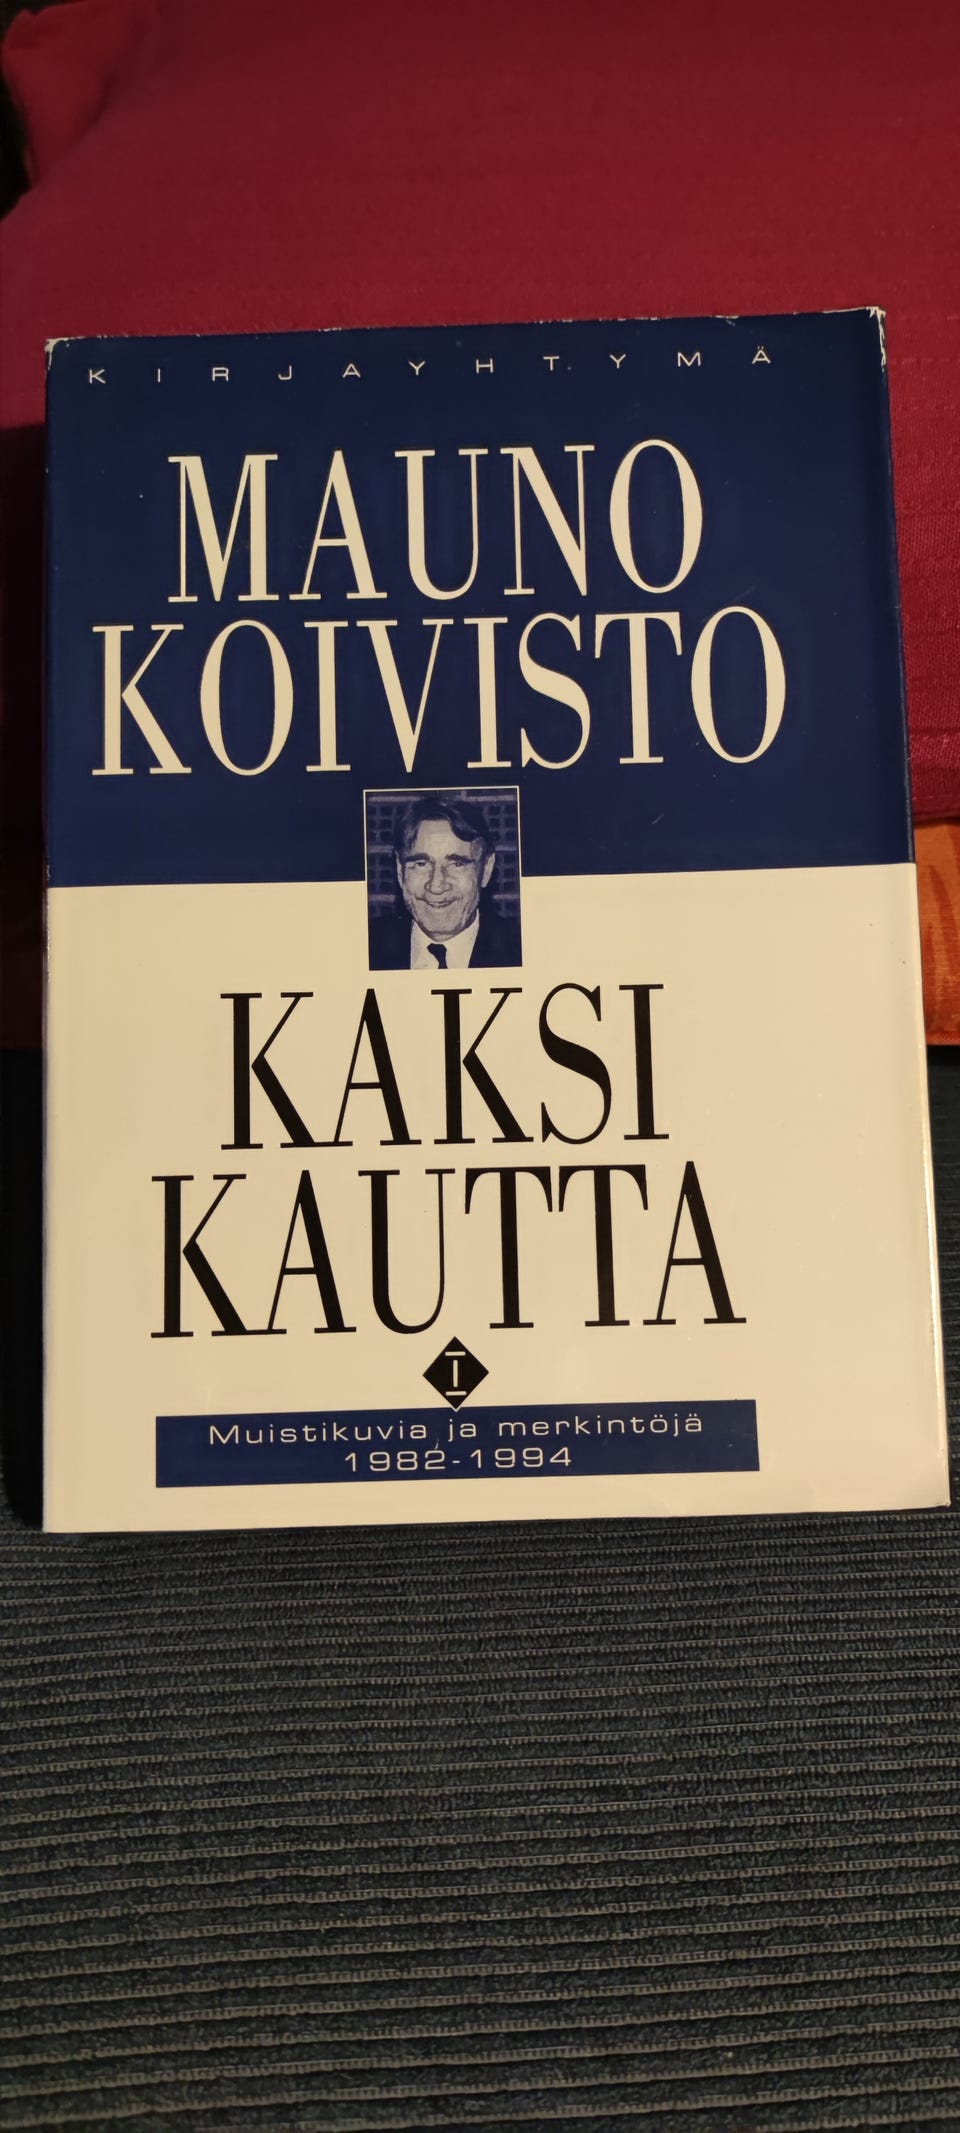 KIRJAYHTYMÄ
MAUNO
KOIVISTO
KAKSI
KAUTTA
I
Muistikuvia ja merkintöjä
1982-1994